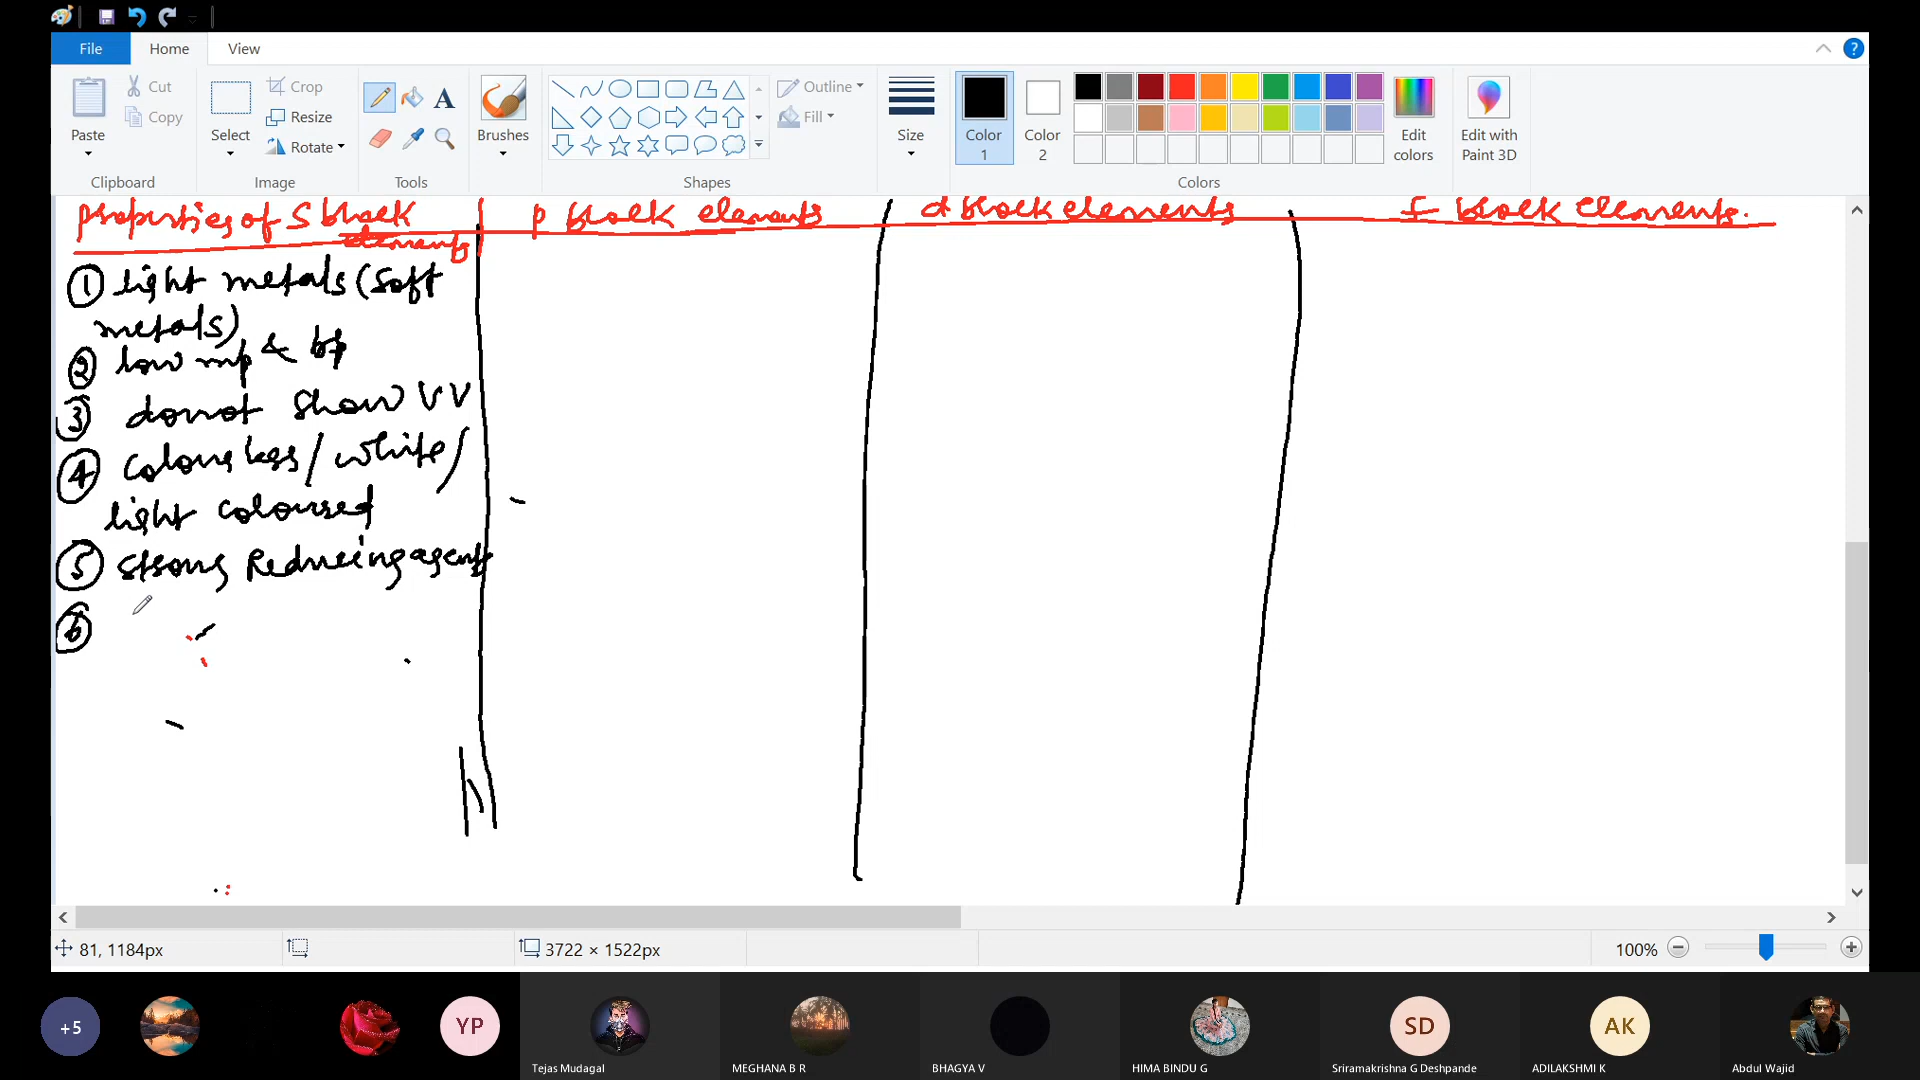 File
Home
View
Paste
Cut
Copy
Clipboard
Select
Crop
Resize
Rotate
Image
A
Tools
Brushes
Outline
Fill
Shapes
Size
Color 1
Color 2
Edit colors
Colors
Edit with Paint 3D
properties of S block elements
p block elements
d block elements
f block elements.
① light metals (soft
metals)
② low mp & bp
③ donot show VV
④ colourless/white/
light coloured
⑤ strong Reducing agents
⑥
81, 1184px
3722 × 1522px
100%
+5
YP
Tejas Mudagal
MEGHANA B R
BHAGYA V
HIMA BINDU G
SD
Sriramakrishna G Deshpande
AK
ADILAKSHMI K
Abdul Wajid